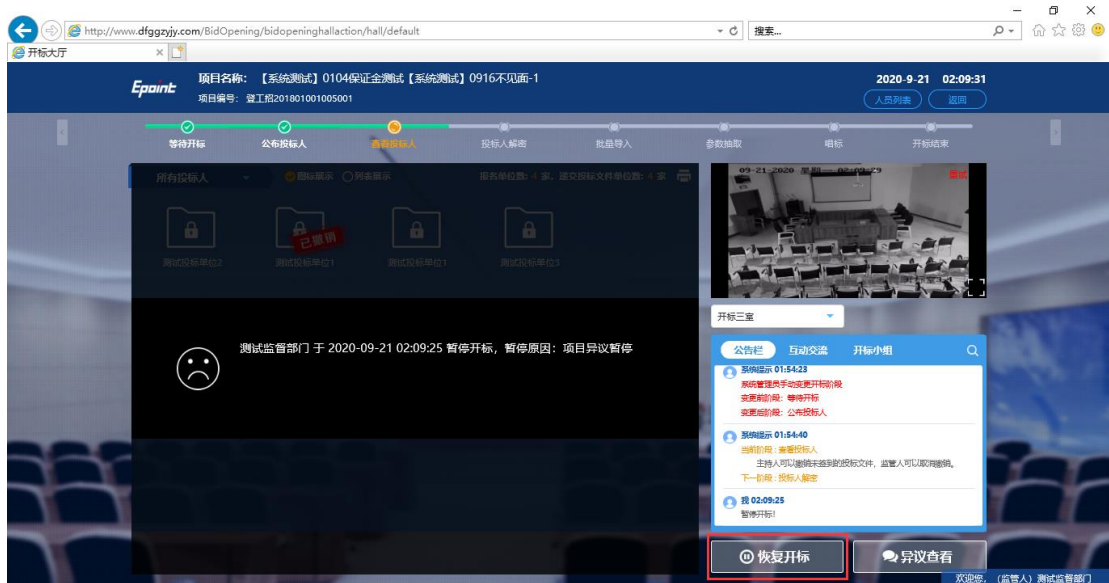 http://www.dfggzyjy.com/BidOpening/bidopeninghallaction/hall/default
搜索...
开标大厅
Epoint
项目名称: 【系统测试】0104保证金测试【系统测试】0916不见面-1
项目编号: 登工招201801001005001
2020-9-21 02:09:31
人员列表
返回
等待开标
公布投标人
查看投标人
投标人解密
批量导入
参数抽取
唱标
开标结束
所有投标人
图标展示
列表展示
报名单位数: 4 家, 提交投标文件单位数: 4 家
测试投标单位2
已撤销
测试投标单位1
测试投标单位1
测试投标单位3
测试监督部门 于 2020-09-21 02:09:25 暂停开标, 暂停原因: 项目异议暂停
09-21-2020 星期一 02:09:29
开标三室
公告栏
互动交流
开标小组
系统提示 01:54:23
系统管理员手动变更开标阶段
变更前阶段: 等待开标
变更后阶段: 公布投标人
系统提示 01:54:40
当前阶段: 查看投标人
主持人可以撤销未签到的投标文件, 监管人可以取消撤销。
下一阶段: 投标人解密
我 02:09:25
暂停开标!
恢复开标
异议查看
欢迎您, (监管人) 测试监督部门